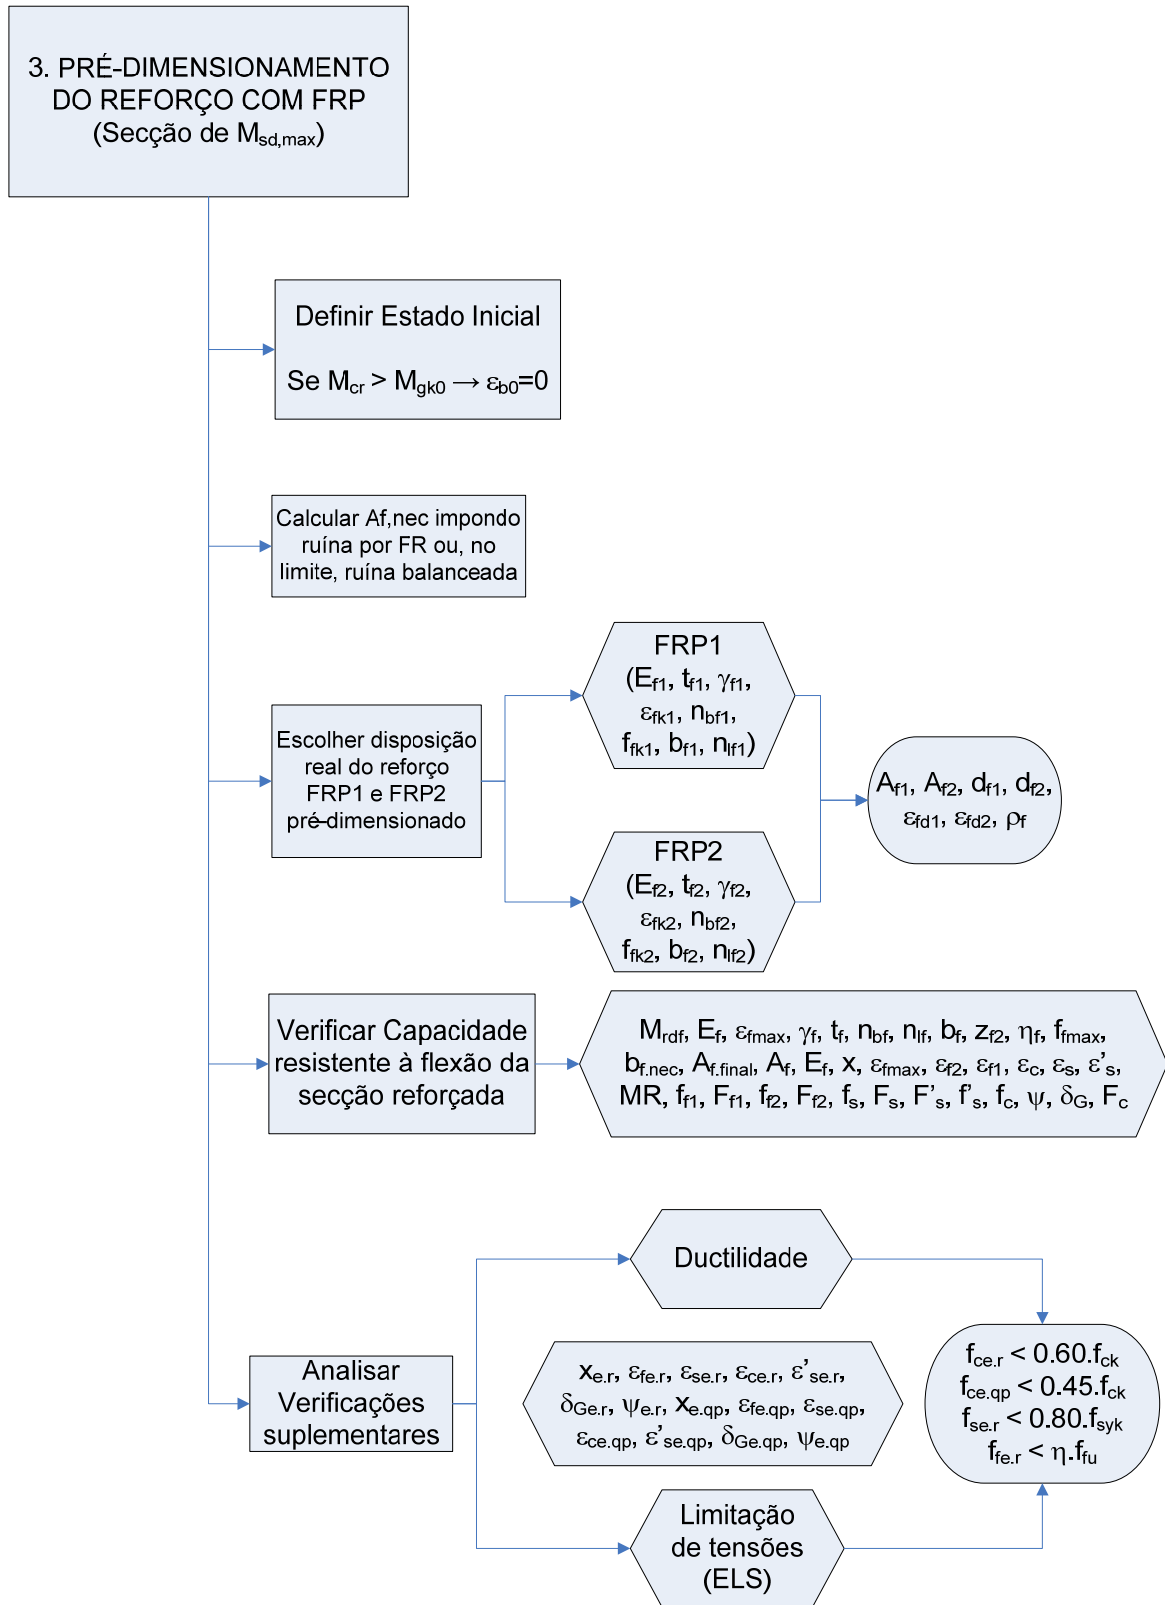 3. PRÉ-DIMENSIONAMENTO
DO REFORÇO COM FRP
(Secção de Msd,max)
Definir Estado Inicial
Se Mcr > Mgk0 → εb0=0
Calcular Af,nec impondo
ruína por FR ou, no
limite, ruína balanceada
Escolher disposição
real do reforço
FRP1 e FRP2
pré-dimensionado
FRP1
(Ef1, tf1, γf1,
εfk1, nbf1,
ffk1, bf1, nlf1)
FRP2
(Ef2, tf2, γf2,
εfk2, nbf2,
ffk2, bf2, nlf2)
Af1, Af2, df1, df2,
εfd1, εfd2, ρf
Verificar Capacidade
resistente à flexão da
secção reforçada
Mrdf, Ef, εfmax, γf, tf, nbf, nlf, bf, zf2, ηf, ffmax,
bf.nec, Af.final, Af, Ef, x, εfmax, εf2, εf1, εc, εs, ε's,
MR, ff1, Ff1, ff2, Ff2, fs, Fs, F's, f's, fc, ψ, δG, Fc
Analisar
Verificações
suplementares
Ductilidade
xe.r, εfe.r, εse.r, εce.r, ε'se.r,
δGe.r, ψe.r, xe.qp, εfe.qp, εse.qp,
εce.qp, ε'se.qp, δGe.qp, ψe.qp
Limitação
de tensões
(ELS)
fce.r < 0.60.fck
fce.qp < 0.45.fck
fse.r < 0.80.fsyk
ffe.r < η.ffu